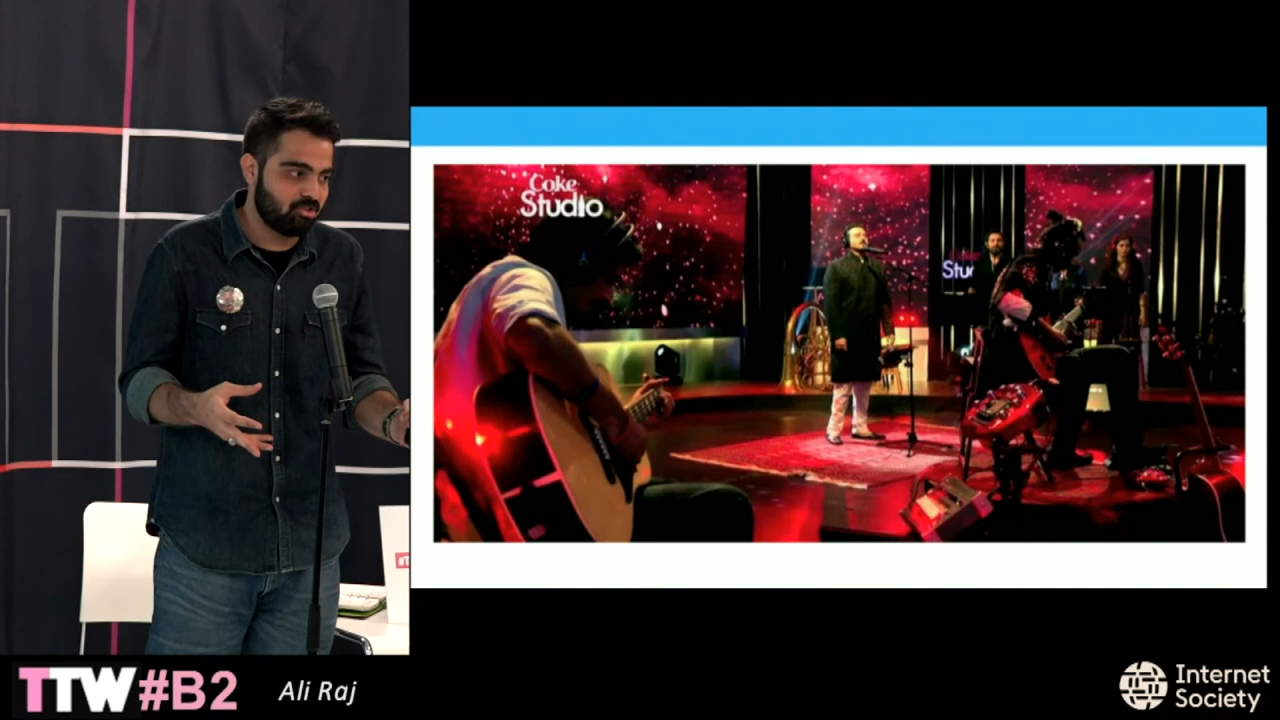 Coke
Studio
Stu
TTW#B2
Ali Raj
Internet
Society